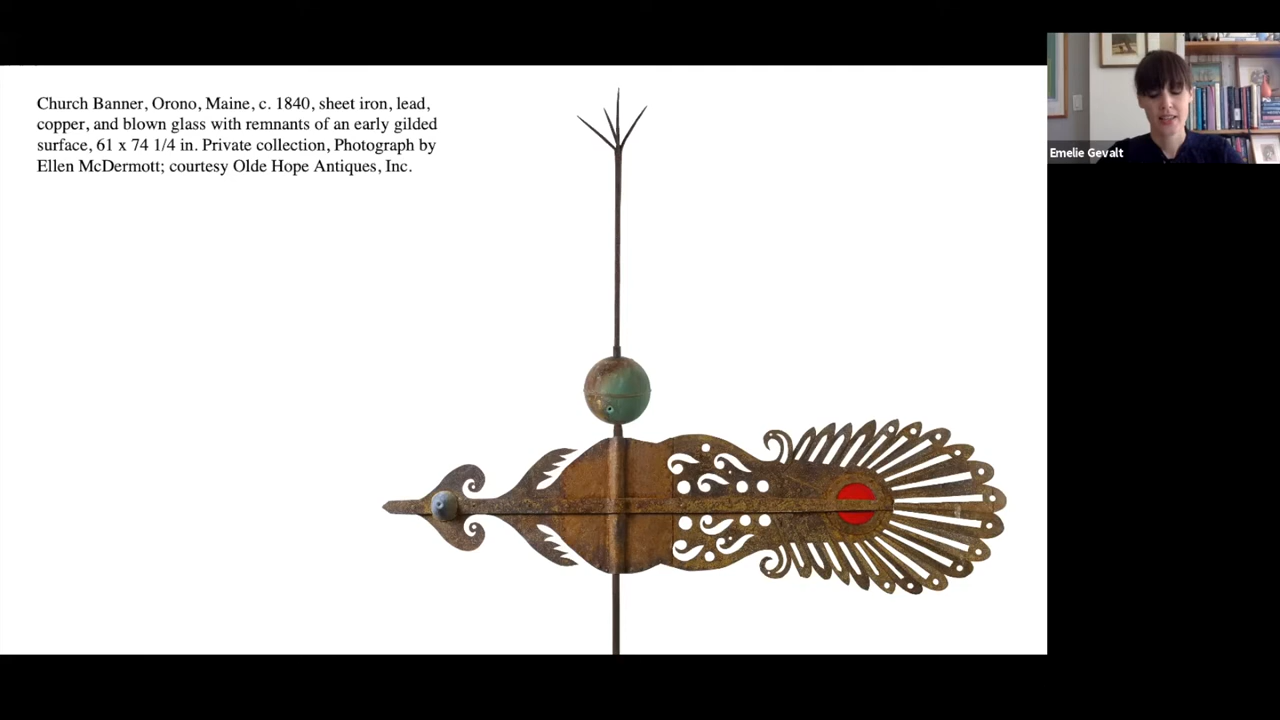 Church Banner, Orono, Maine, c. 1840, sheet iron, lead,
copper, and blown glass with remnants of an early gilded
surface, 61 x 74 1/4 in. Private collection, Photograph by
Ellen McDermott; courtesy Olde Hope Antiques, Inc.
Emelie Gevalt